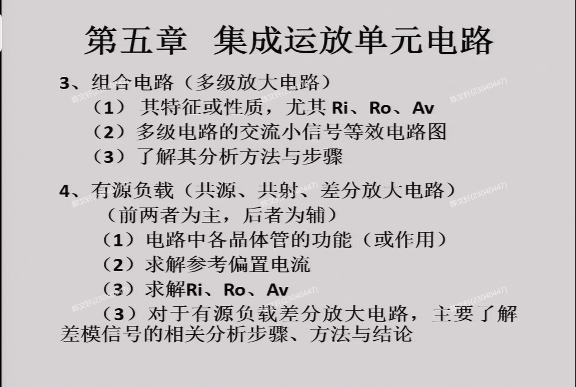 第五章 集成运放单元电路
3、组合电路（多级放大电路）
（1） 其特征或性质，尤其 Ri、Ro、Av
（2）多级电路的交流小信号等效电路图
（3）了解其分析方法与步骤
4、有源负载（共源、共射、差分放大电路）
（前两者为主，后者为辅）
（1）电路中各晶体管的功能（或作用）
（2）求解参考偏置电流
（3）求解Ri、Ro、Av
（3）对于有源负载差分放大电路，主要了解
差模信号的相关分析步骤、方法与结论